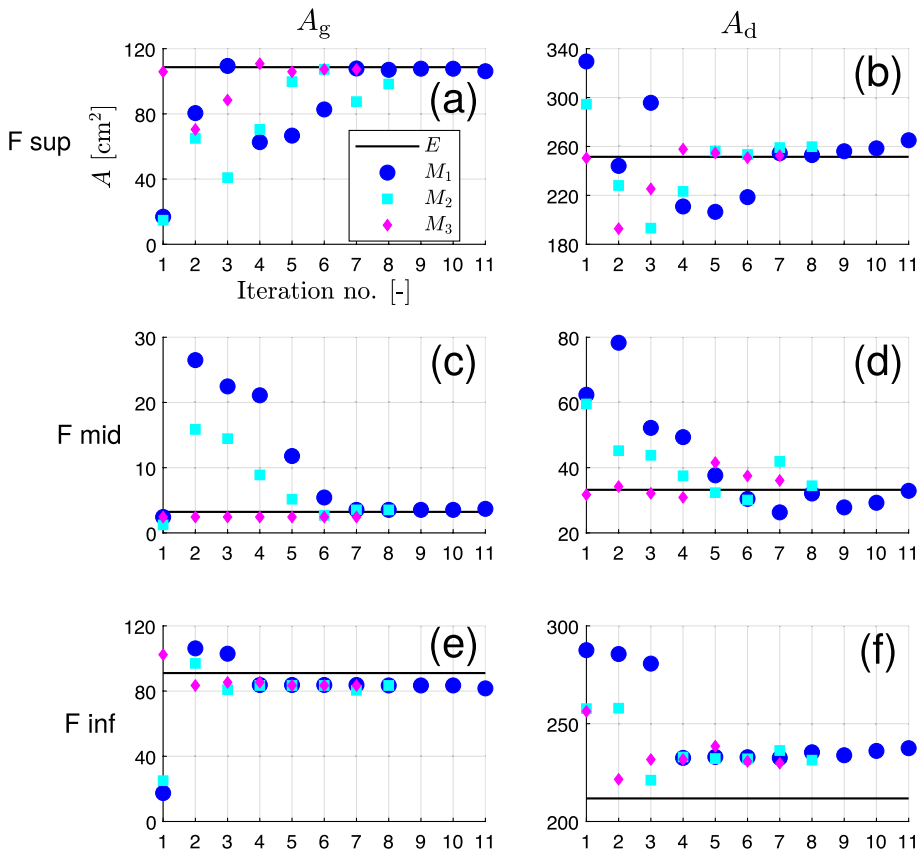 A_g A_d
F sup
A [cm²]
120
80
40
0
(a)
E
M₁
M₂
M₃
1 2 3 4 5 6 7 8 9 10 11
Iteration no. [-]
340
300
260
220
180
(b)
1 2 3 4 5 6 7 8 9 10 11
F mid
30
20
10
0
(c)
1 2 3 4 5 6 7 8 9 10 11
80
60
40
20
(d)
1 2 3 4 5 6 7 8 9 10 11
F inf
120
80
40
0
(e)
1 2 3 4 5 6 7 8 9 10 11
300
250
200
(f)
1 2 3 4 5 6 7 8 9 10 11